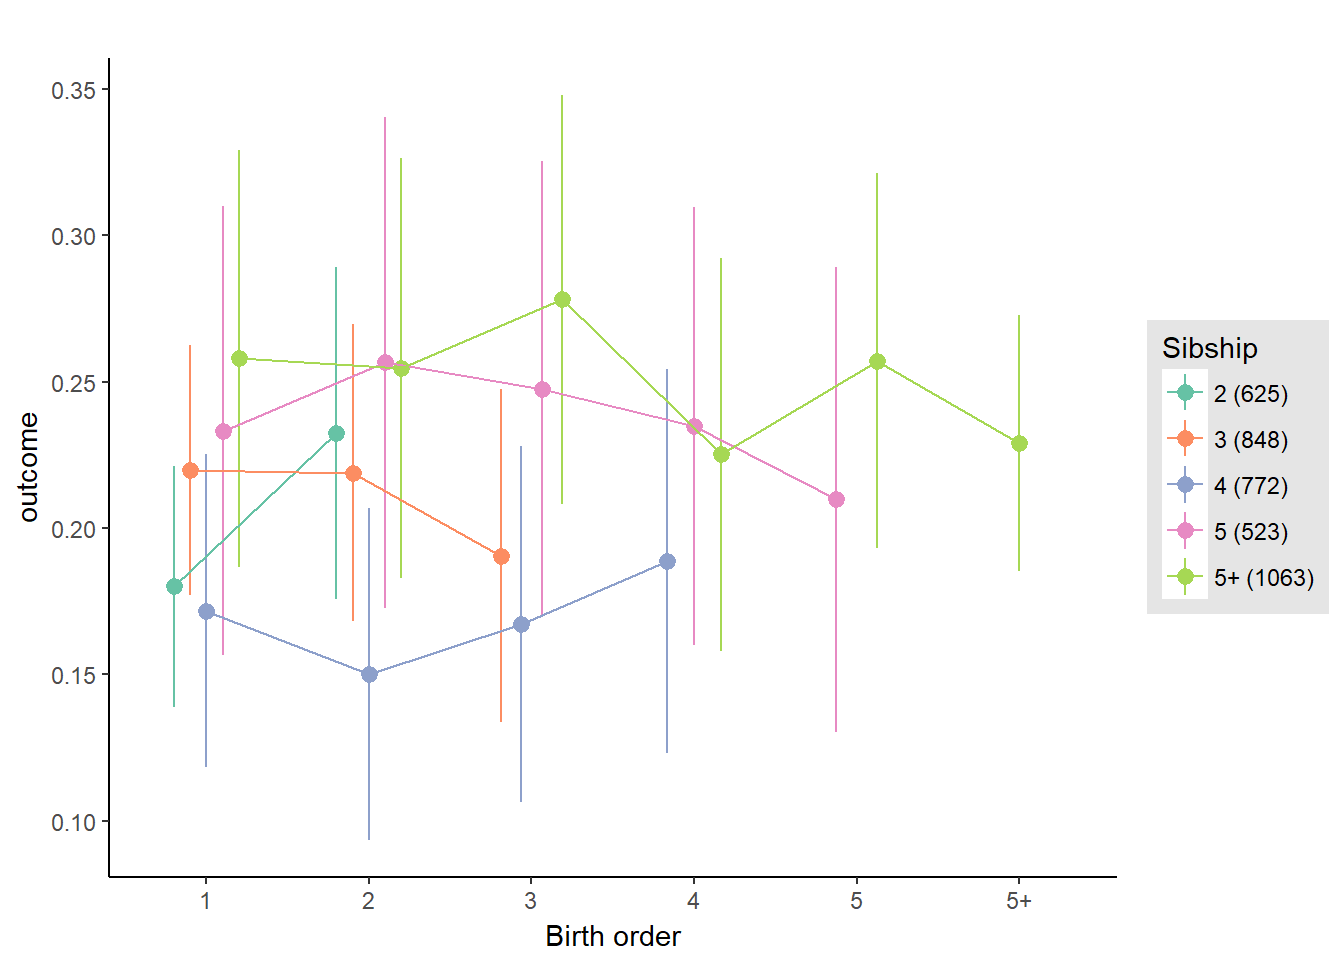 0.35
0.30
0.25
0.20
0.15
0.10
outcome
1 2 3 4 5 5+
Birth order
Sibship
2 (625)
3 (848)
4 (772)
5 (523)
5+ (1063)